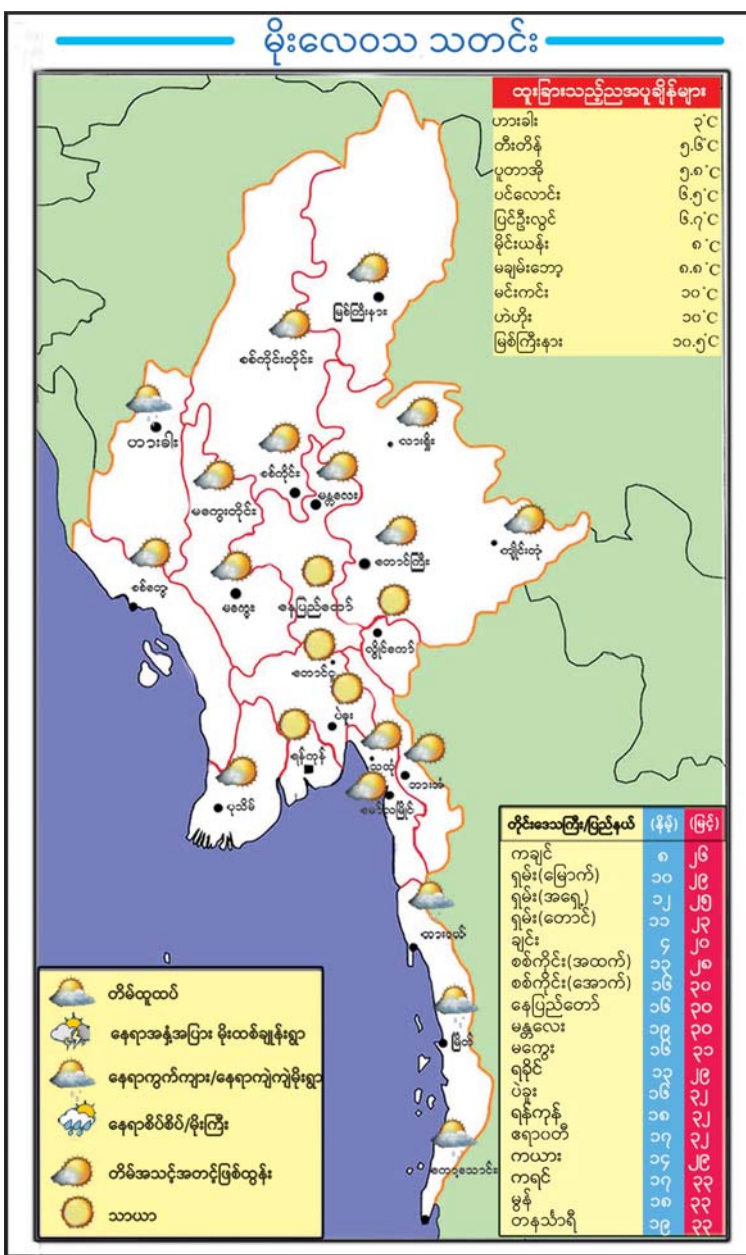 မိုးလေဝသ သတင်း
ထူးခြားသည့်ညအပူချိန်များ
ဟားခါး ၃°C
တီးတိန် ၅.၆°C
ပူတာအို ၅.၈°C
ပင်လောင်း ၆.၅°C
ပြင်ဦးလွင် ၆.၇°C
မိုင်းယန်း ၈°C
မချမ်းဘော့ ၈.၈°C
မင်းကင်း ၁၀°C
ဟဲဟိုး ၁၀°C
မြစ်ကြီးနား ၁၀.၅°C
မြစ်ကြီးနား
စစ်ကိုင်းတိုင်း
ဟားခါး
လားရှိုး
စစ်ကိုင်း
မန္တလေး
မကွေးတိုင်း
ကျိုင်းတုံ
တောင်ကြီး
စစ်တွေ
မကွေး
နေပြည်တော်
လွိုင်ကော်
တောင်ငူ
ပဲခူး
ရန်ကုန်
သထုံ
ဘားအံ
ပုသိမ်
မော်လမြိုင်
ထားဝယ်
မြိတ်
ကော့သောင်း
တိမ်ထူထပ်
နေရာအနှံ့အပြား မိုးထစ်ချုန်းရွာ
နေရာကွက်ကျား/နေရာကျဲကျဲမိုးရွာ
နေရာစိပ်စိပ်/မိုးကြီး
တိမ်အသင့်အတင့်ဖြစ်ထွန်း
သာယာ
တိုင်းဒေသကြီး/ပြည်နယ် (နိမ့်) (မြင့်)
ကချင် ၈ ၂၆
ရှမ်း(မြောက်) ၁၀ ၂၉
ရှမ်း(အရှေ့) ၁၂ ၂၅
ရှမ်း(တောင်) ၁၁ ၂၃
ချင်း ၄ ၂၀
စစ်ကိုင်း(အထက်) ၁၃ ၂၈
စစ်ကိုင်း(အောက်) ၁၆ ၃၀
နေပြည်တော် ၁၆ ၃၀
မန္တလေး ၁၉ ၃၀
မကွေး ၁၆ ၃၁
ရခိုင် ၁၃ ၂၉
ပဲခူး ၁၆ ၃၂
ရန်ကုန် ၁၈ ၃၂
ဧရာဝတီ ၁၇ ၃၂
ကယား ၁၄ ၂၉
ကရင် ၁၇ ၃၃
မွန် ၁၈ ၃၃
တနင်္သာရီ ၁၉ ၃၃